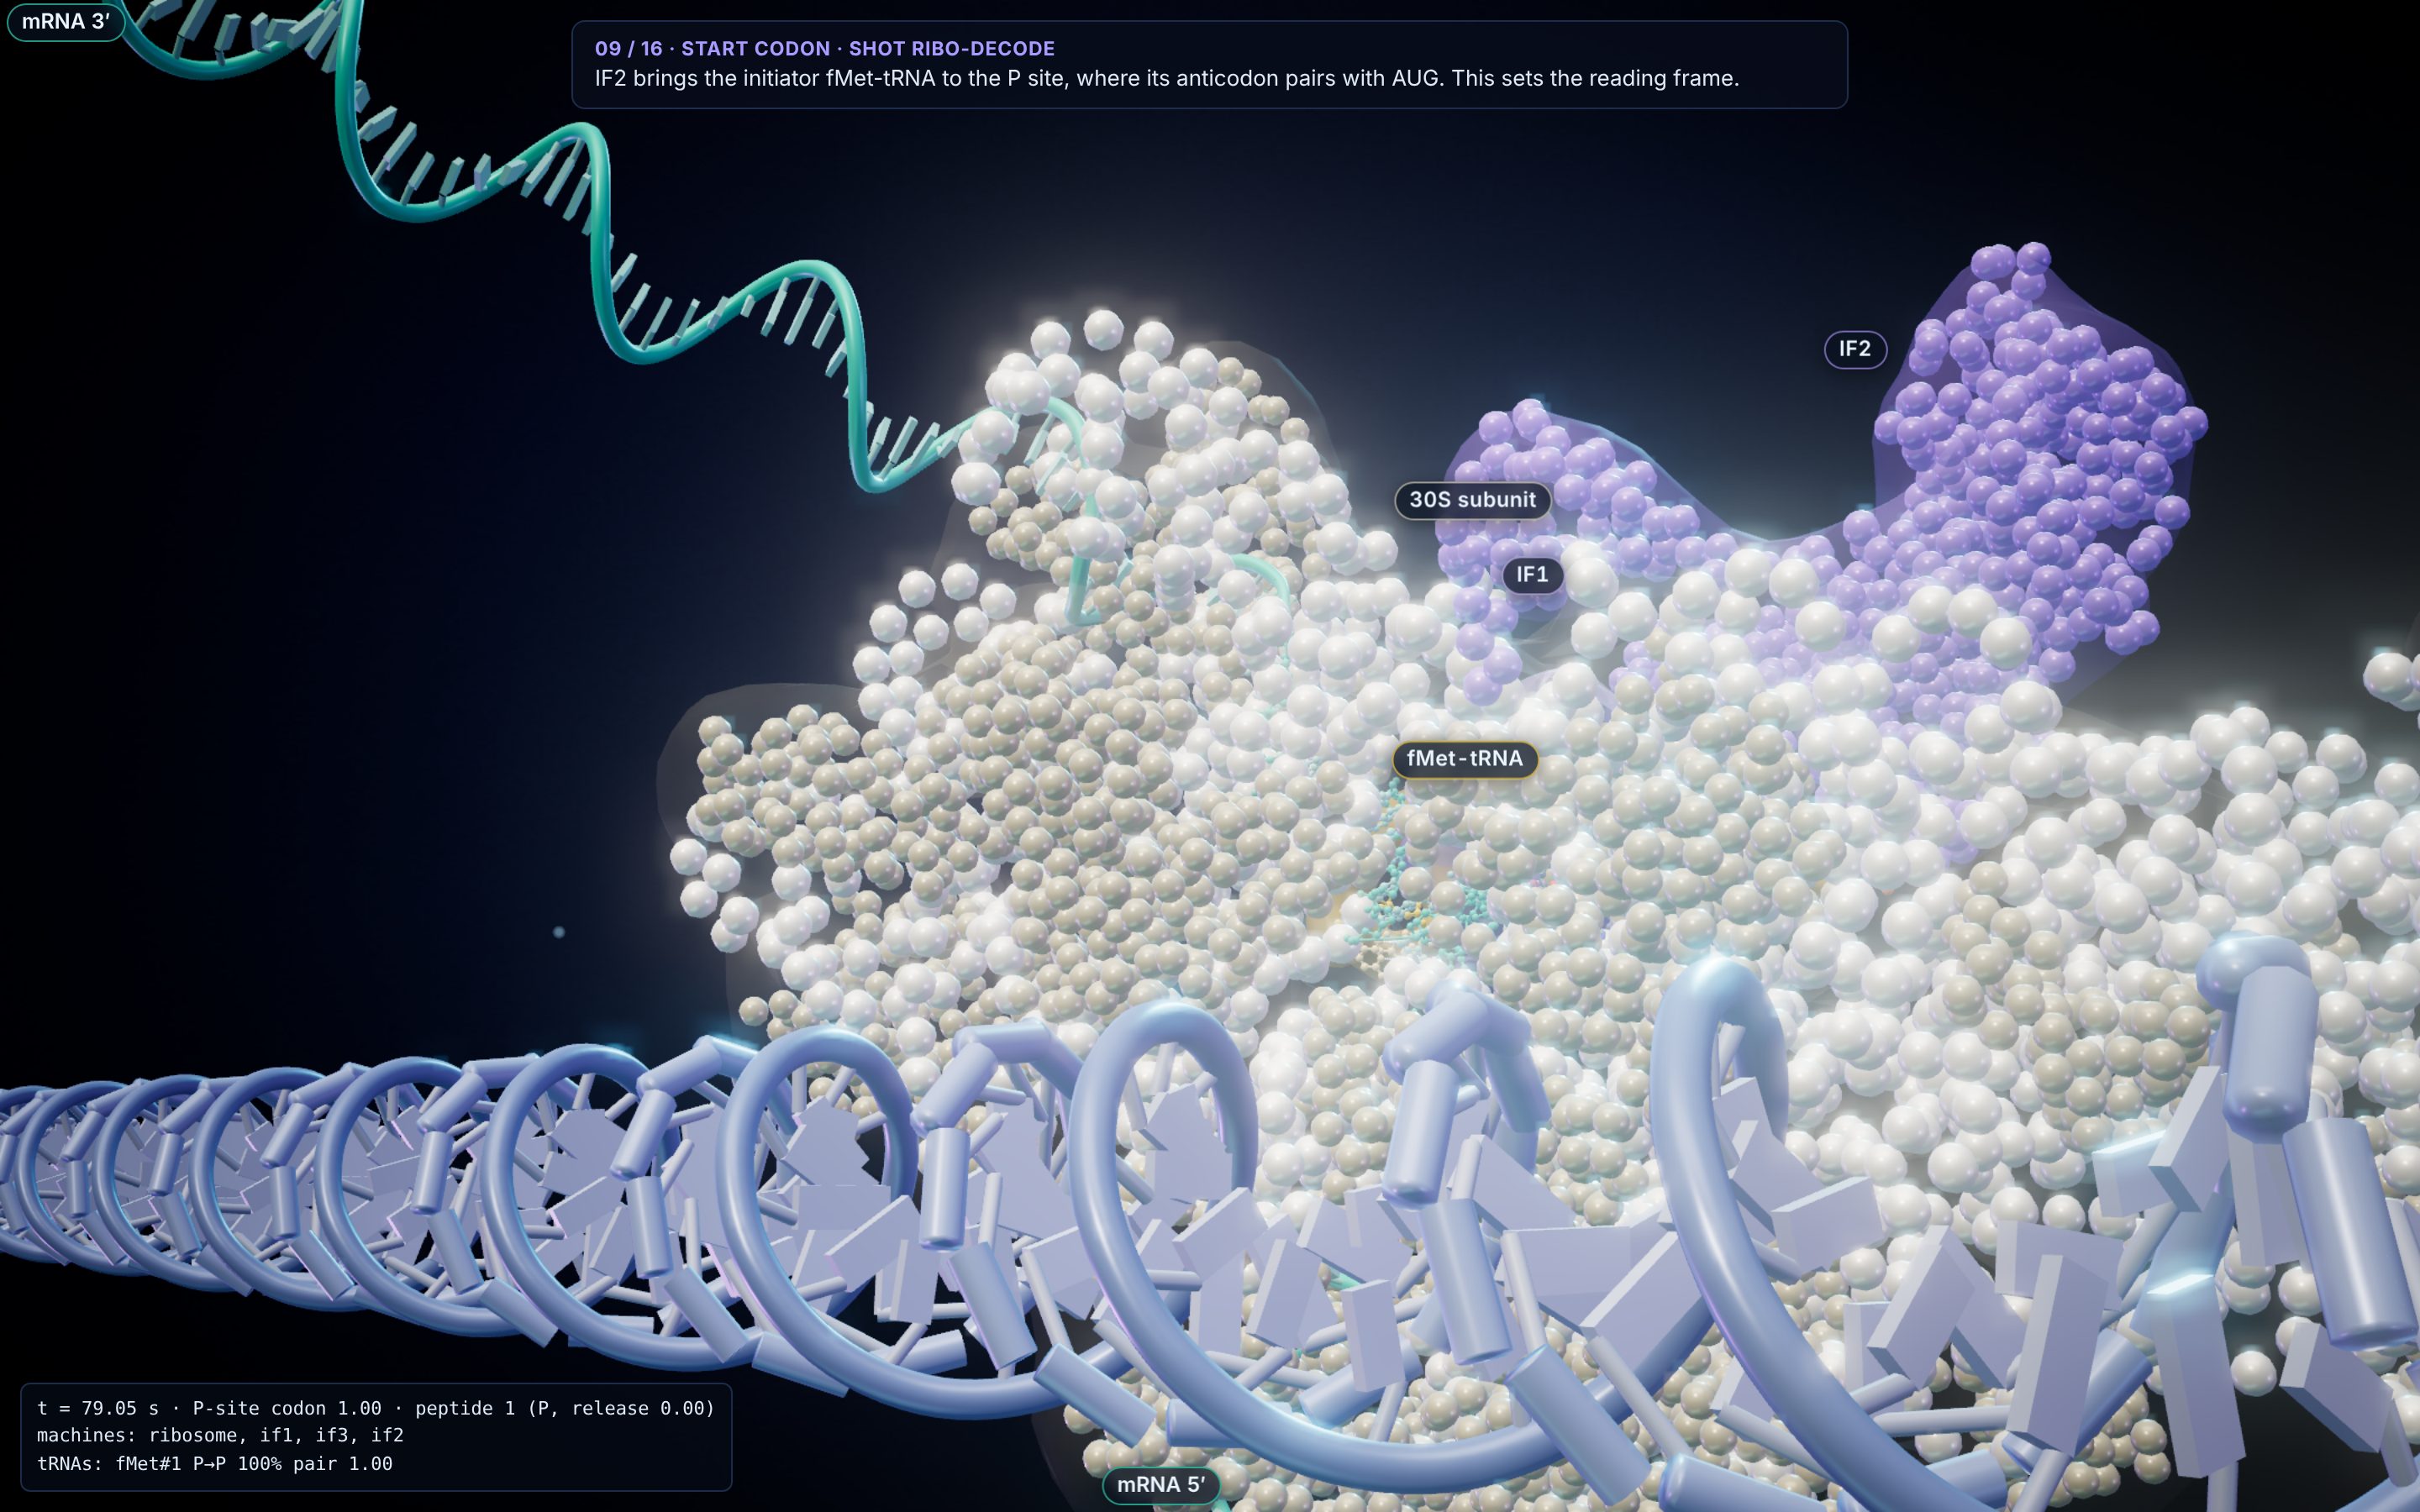 mRNA 3′
09 / 16 · START CODON · SHOT RIBO-DECODE
IF2 brings the initiator fMet-tRNA to the P site, where its anticodon pairs with AUG. This sets the reading frame.
IF2
30S subunit
IF1
fMet-tRNA
t = 79.05 s · P-site codon 1.00 · peptide 1 (P, release 0.00)
machines: ribosome, if1, if3, if2
tRNAs: fMet#1 P→P 100% pair 1.00
mRNA 5′